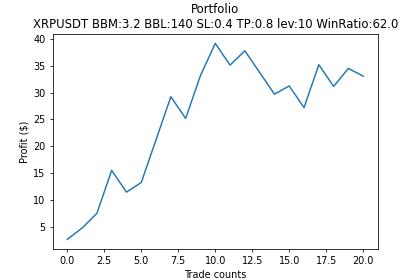 Portfolio
XRPUSDT BBM:3.2 BBL:140 SL:0.4 TP:0.8 lev:10 WinRatio:62.0
40
35
30
25
20
15
10
5
Profit ($)
0.0 2.5 5.0 7.5 10.0 12.5 15.0 17.5 20.0
Trade counts